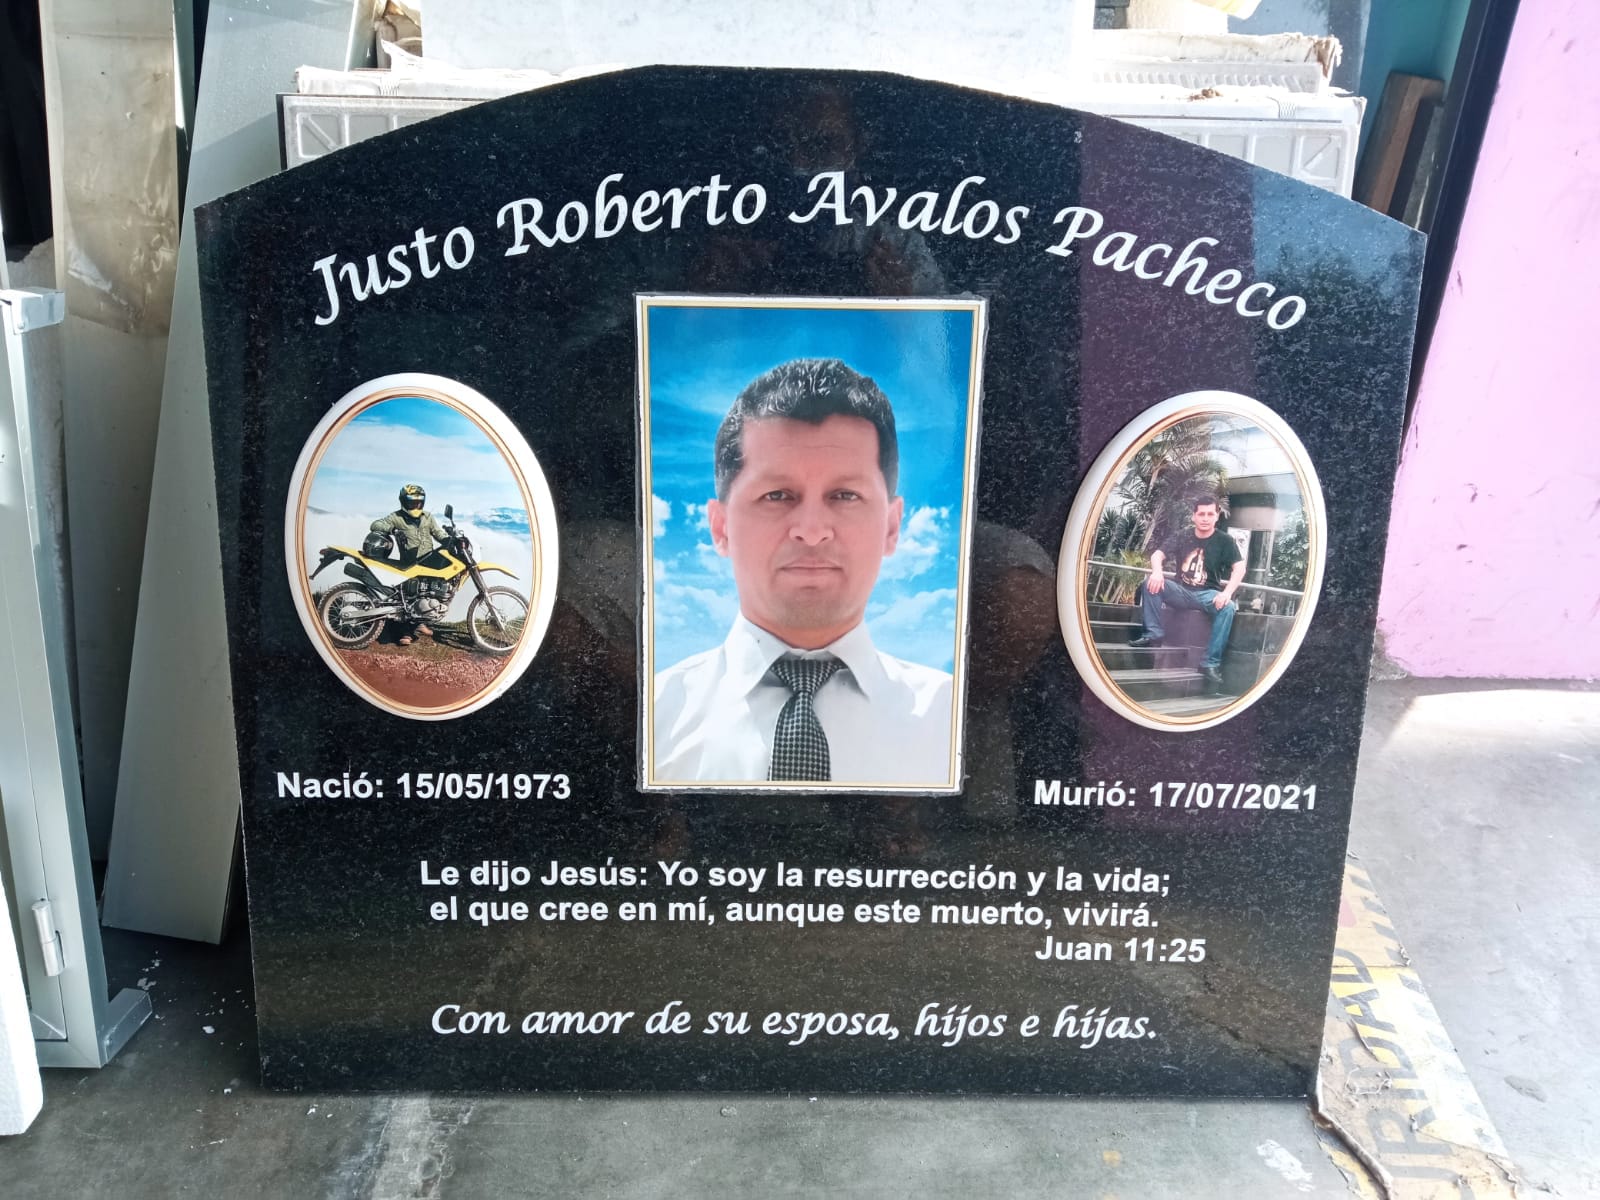 Justo Roberto Avalos Pacheco
Nació: 15/05/1973
Murió: 17/07/2021
Le dijo Jesús: Yo soy la resurrección y la vida;
el que cree en mí, aunque este muerto, vivirá.
Juan 11:25
Con amor de su esposa, hijos e hijas.